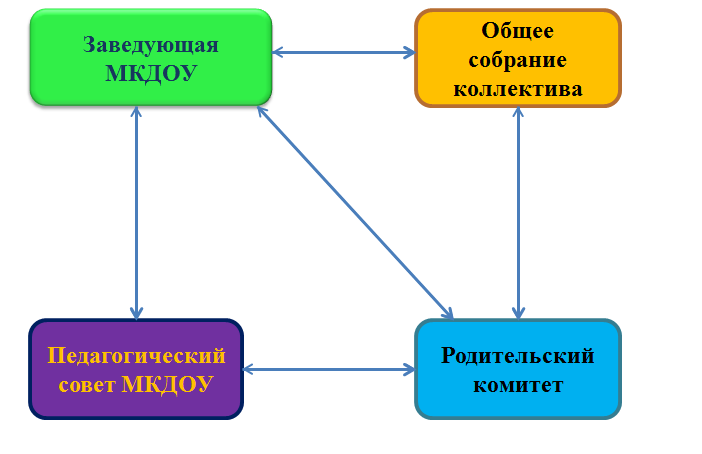 Заведующая
МКДОУ
Общее
собрание
коллектива
Педагогический
совет МКДОУ
Родительский
комитет